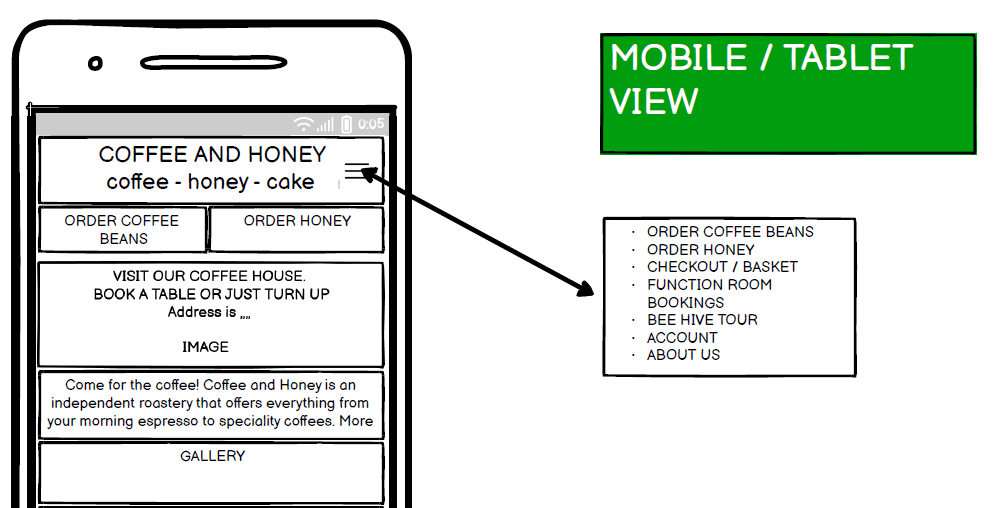 MOBILE / TABLET
VIEW
0:05
COFFEE AND HONEY
coffee - honey - cake
ORDER COFFEE
BEANS
ORDER HONEY
VISIT OUR COFFEE HOUSE.
BOOK A TABLE OR JUST TURN UP
Address is ,,,,
IMAGE
Come for the coffee! Coffee and Honey is an
independent roastery that offers everything from
your morning espresso to speciality coffees. More
GALLERY
· ORDER COFFEE BEANS
· ORDER HONEY
· CHECKOUT / BASKET
· FUNCTION ROOM
BOOKINGS
· BEE HIVE TOUR
· ACCOUNT
· ABOUT US